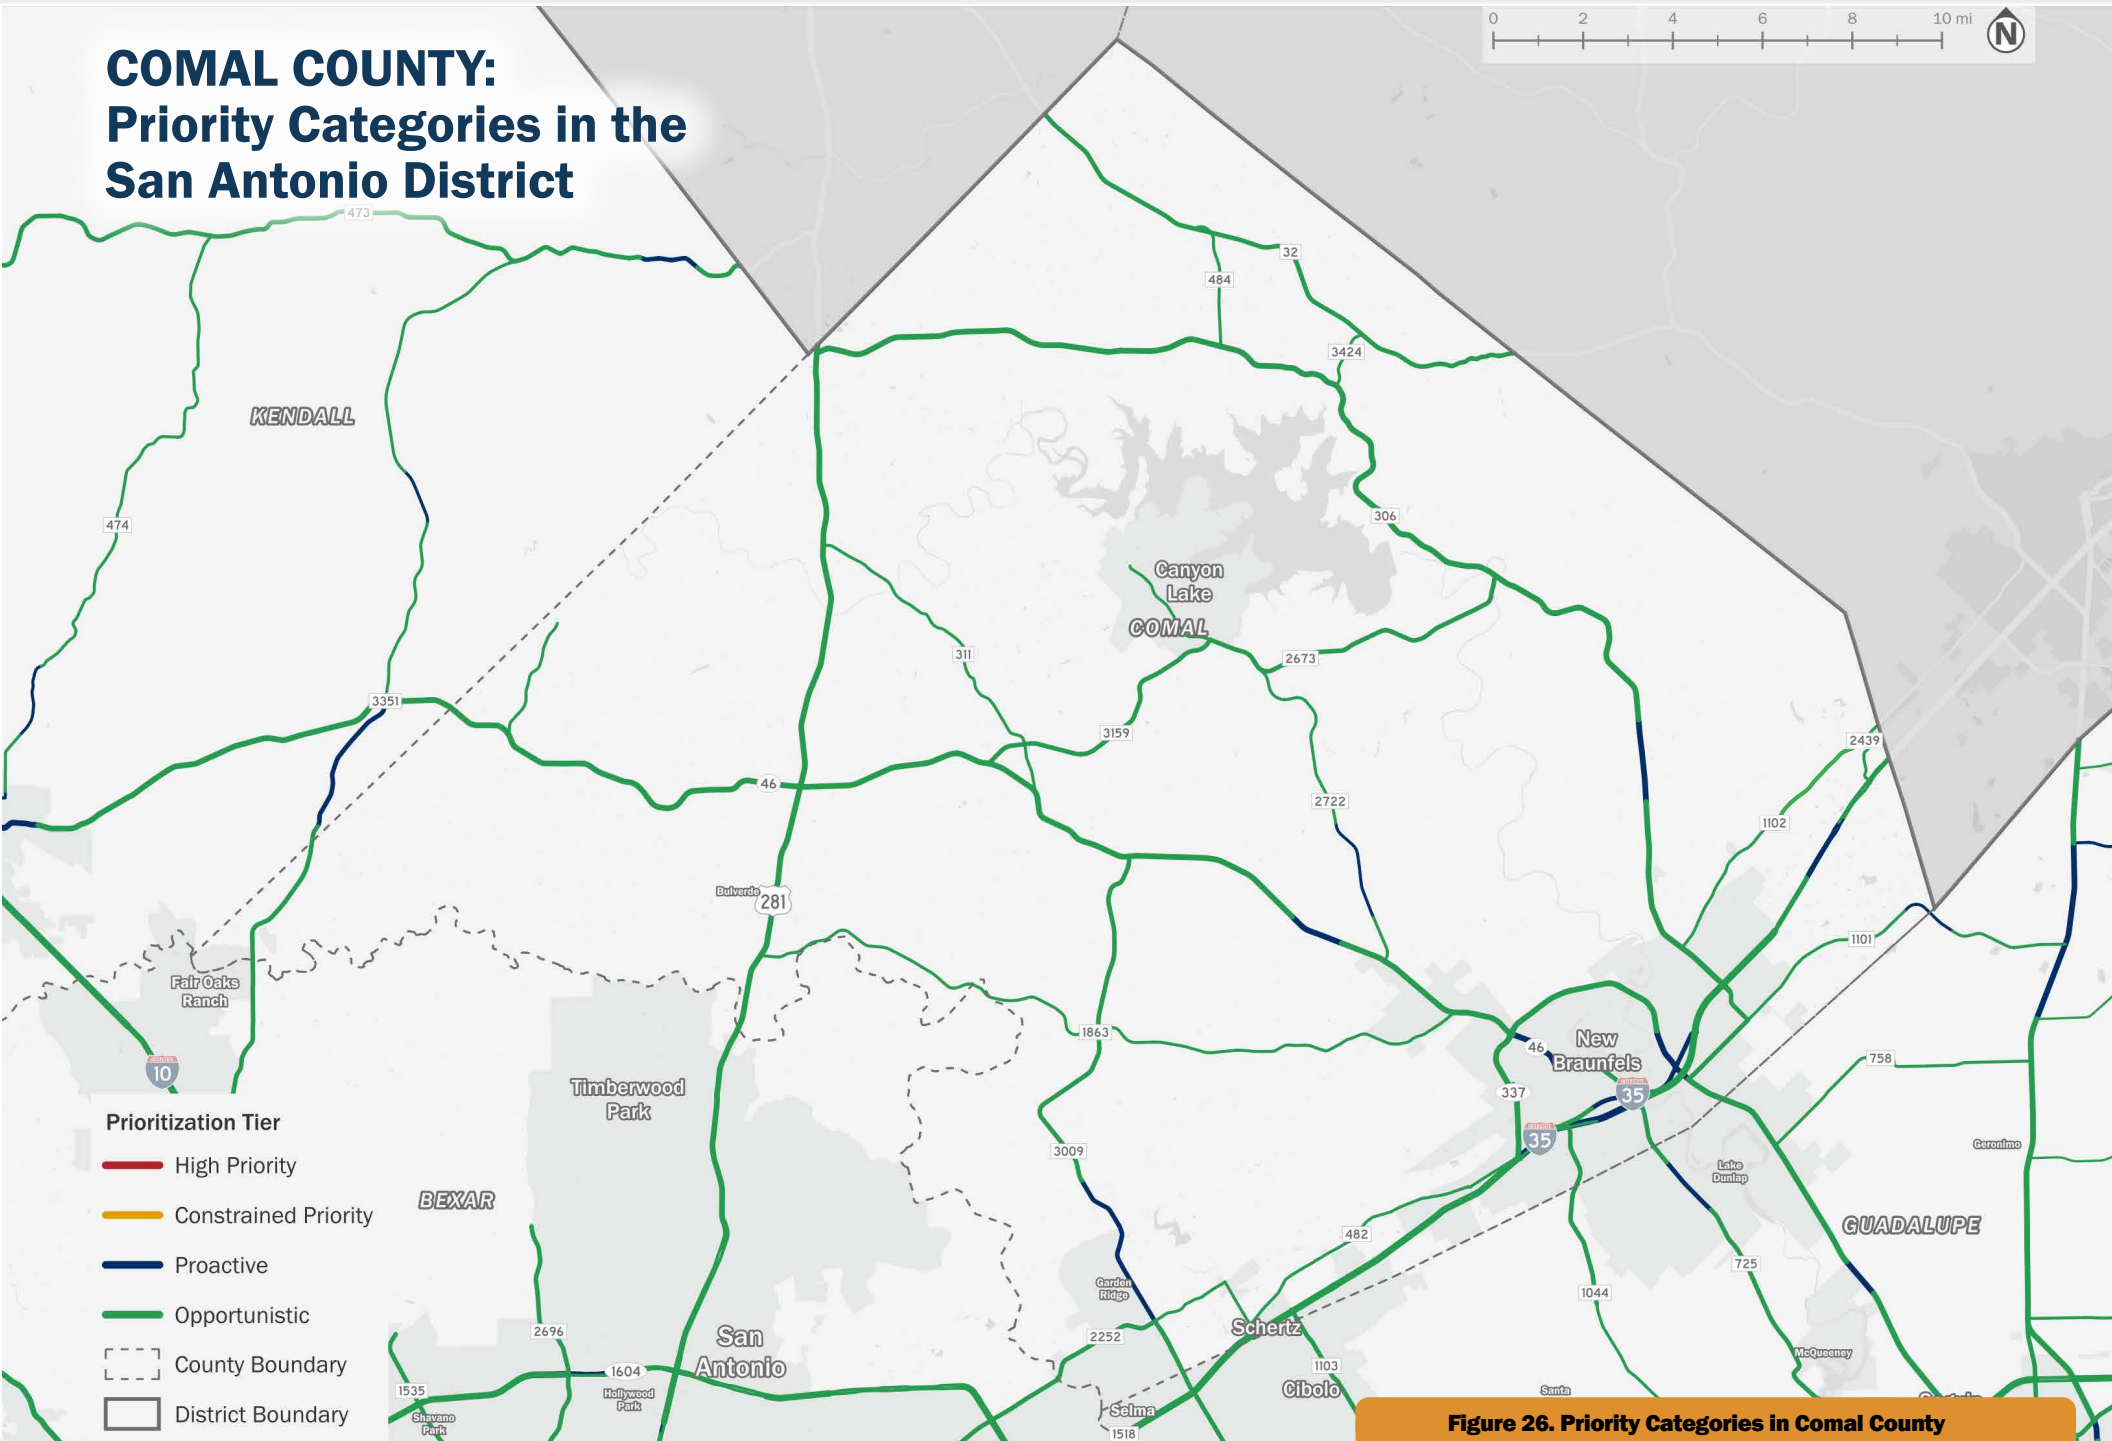 COMAL COUNTY:
Priority Categories in the
San Antonio District
0 2 4 6 8 10 mi
N
473
32
484
3424
KENDALL
474
306
Canyon
Lake
COMAL
311
2673
3351
3159
2439
46
2722
1102
Bulverde
281
1101
Fair Oaks
Ranch
1863
New
Braunfels
46
758
10
Timberwood
Park
337
35
35
Geronimo
3009
Lake
Dunlap
Prioritization Tier
High Priority
Constrained Priority
Proactive
Opportunistic
County Boundary
District Boundary
BEXAR
GUADALUPE
482
725
Garden
Ridge
1044
2696
San
Antonio
2252
Schertz
McQueeney
1604
1103
Hollywood
Park
Cibolo
1535
Santa
Shavano
Park
Selma
1518
Figure 26. Priority Categories in Comal County